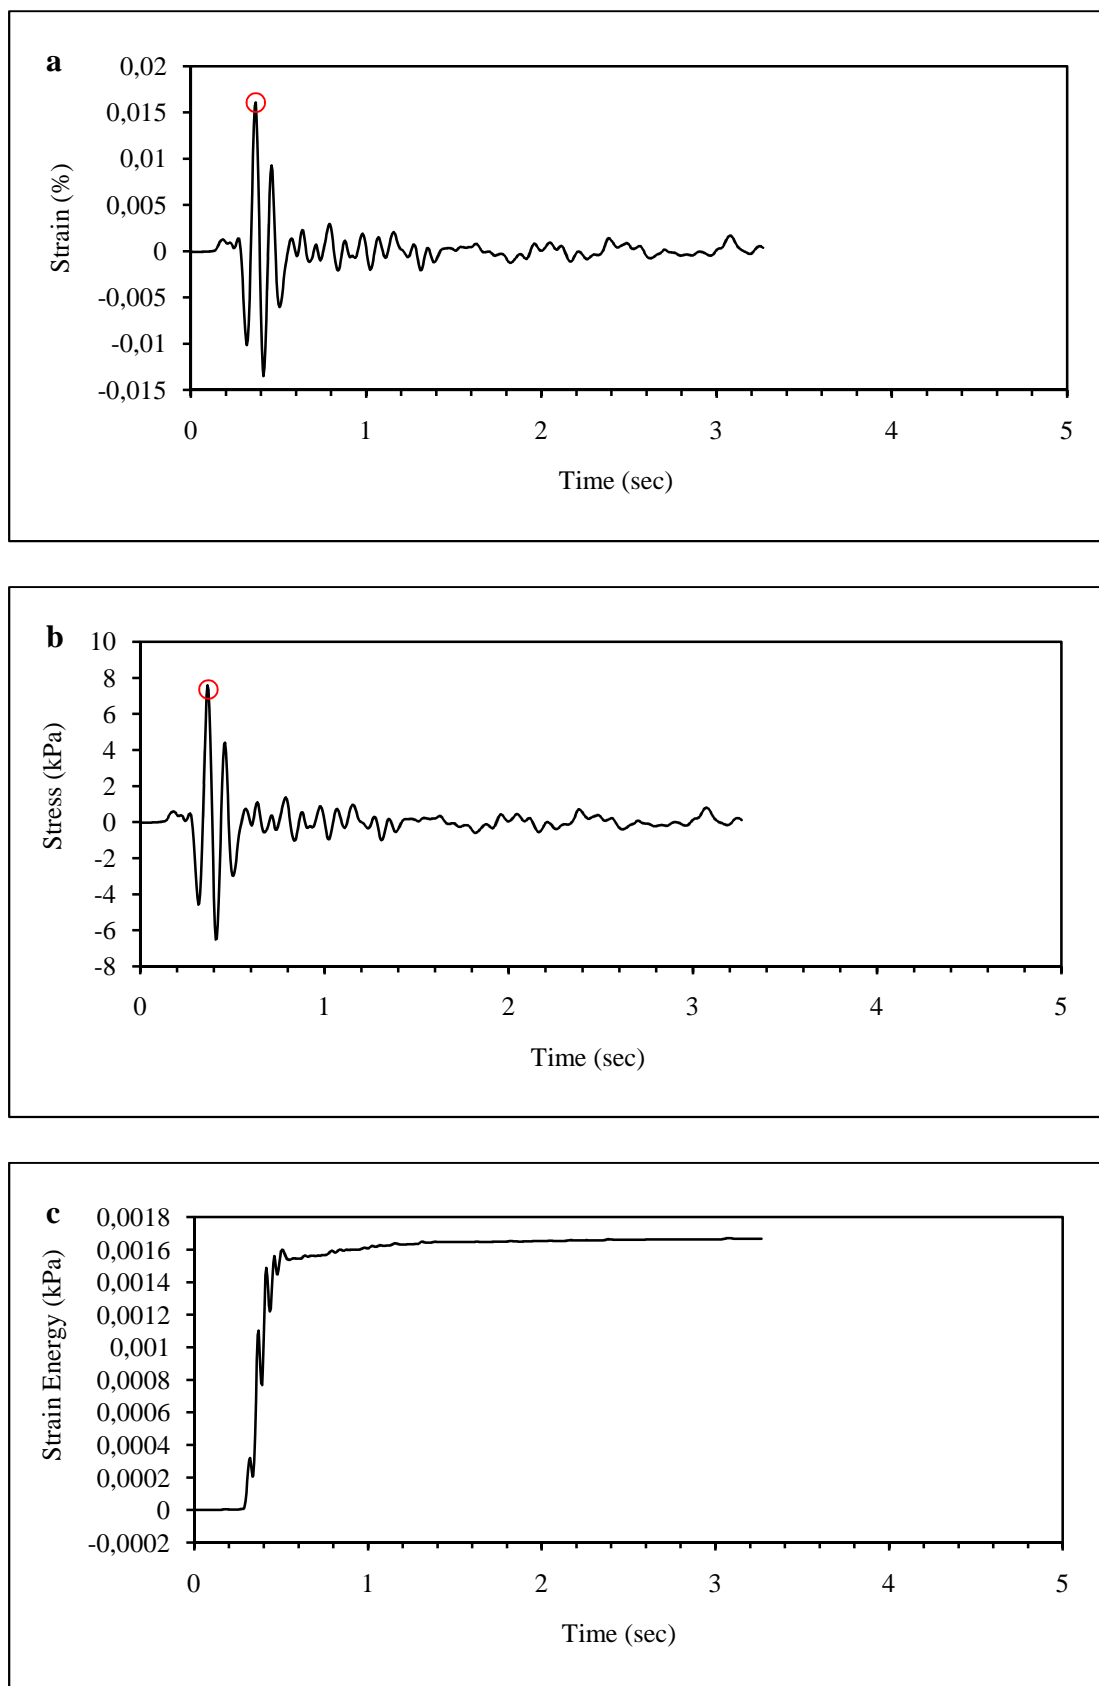 a
0,02
0,015
0,01
0,005
0
-0,005
-0,01
-0,015
Strain (%)
0 1 2 3 4 5
Time (sec)
b
10
8
6
4
2
0
-2
-4
-6
-8
Stress (kPa)
0 1 2 3 4 5
Time (sec)
c
0,0018
0,0016
0,0014
0,0012
0,001
0,0008
0,0006
0,0004
0,0002
0
-0,0002
Strain Energy (kPa)
0 1 2 3 4 5
Time (sec)